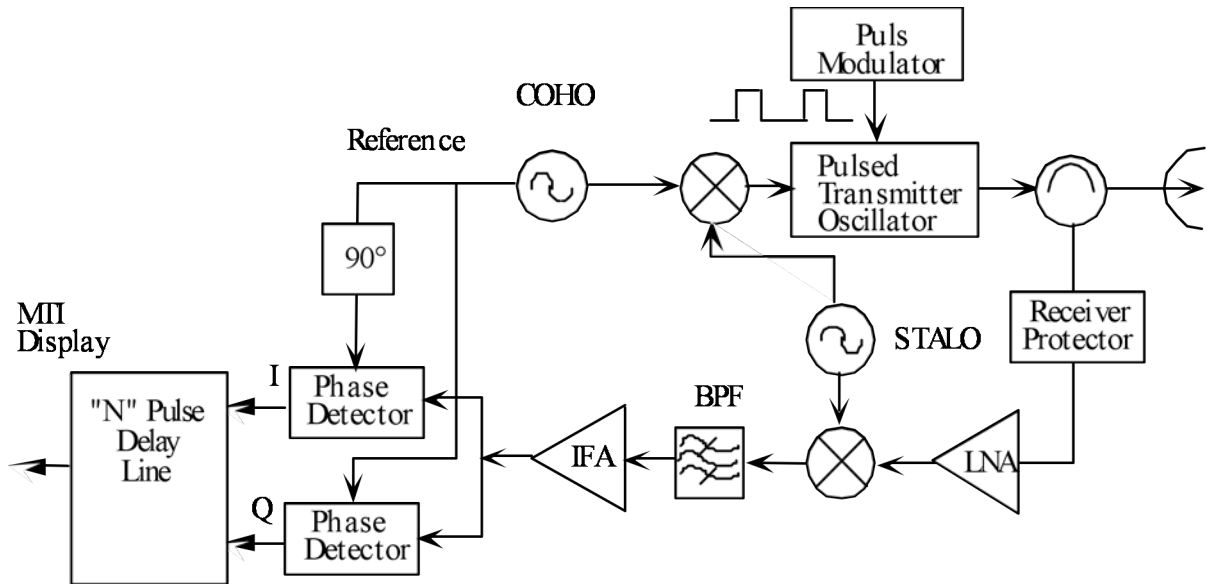 Puls
Modulator
COHO
Reference
Pulsed
Transmitter
Oscillator
90°
MTI
Display
Receiver
Protector
STALO
I
Phase
Detector
BPF
"N" Pulse
Delay
Line
IFA
LNA
Q
Phase
Detector